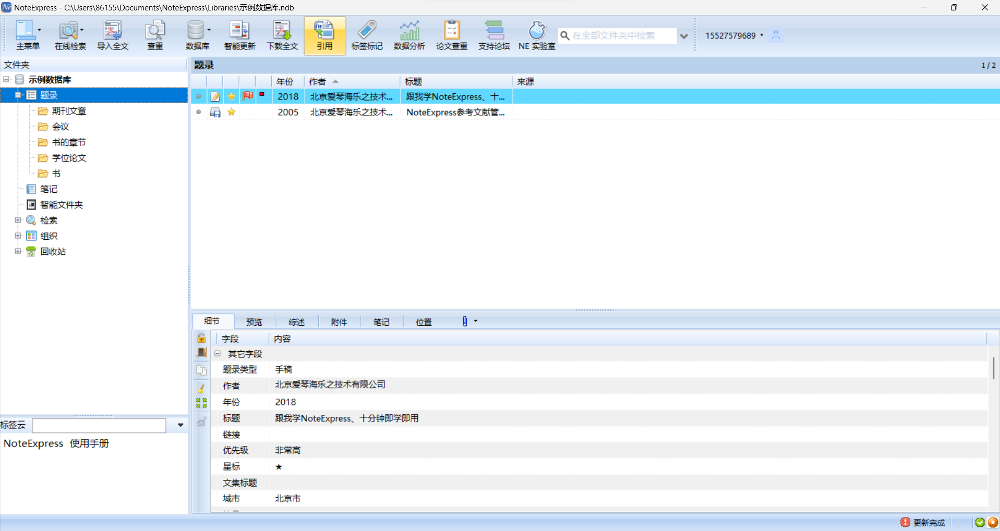 NoteExpress - C:\Users\86155\Documents\NoteExpress\Libraries\示例数据库.ndb
主菜单 在线检索 导入全文 查重 数据库 智能更新 下载全文 引用 标签标记 数据分析 论文查重 支持论坛 NE 实验室 在全部文件夹中检索 15527579689
文件夹
题录 1 / 2
示例数据库
年份 作者 标题 来源
题录
2018 北京爱琴海乐之技术... 跟我学NoteExpress、十...
期刊文章
2005 北京爱琴海乐之技术... NoteExpress参考文献管...
会议
书的章节
学位论文
书
笔记
智能文件夹
检索
组织
回收站
细节 预览 综述 附件 笔记 位置
字段 内容
其它字段
题录类型 手稿
作者 北京爱琴海乐之技术有限公司
年份 2018
标题 跟我学NoteExpress、十分钟即学即用
链接
优先级 非常高
星标 ★
文集标题
城市 北京市
标签云
NoteExpress 使用手册
更新完成